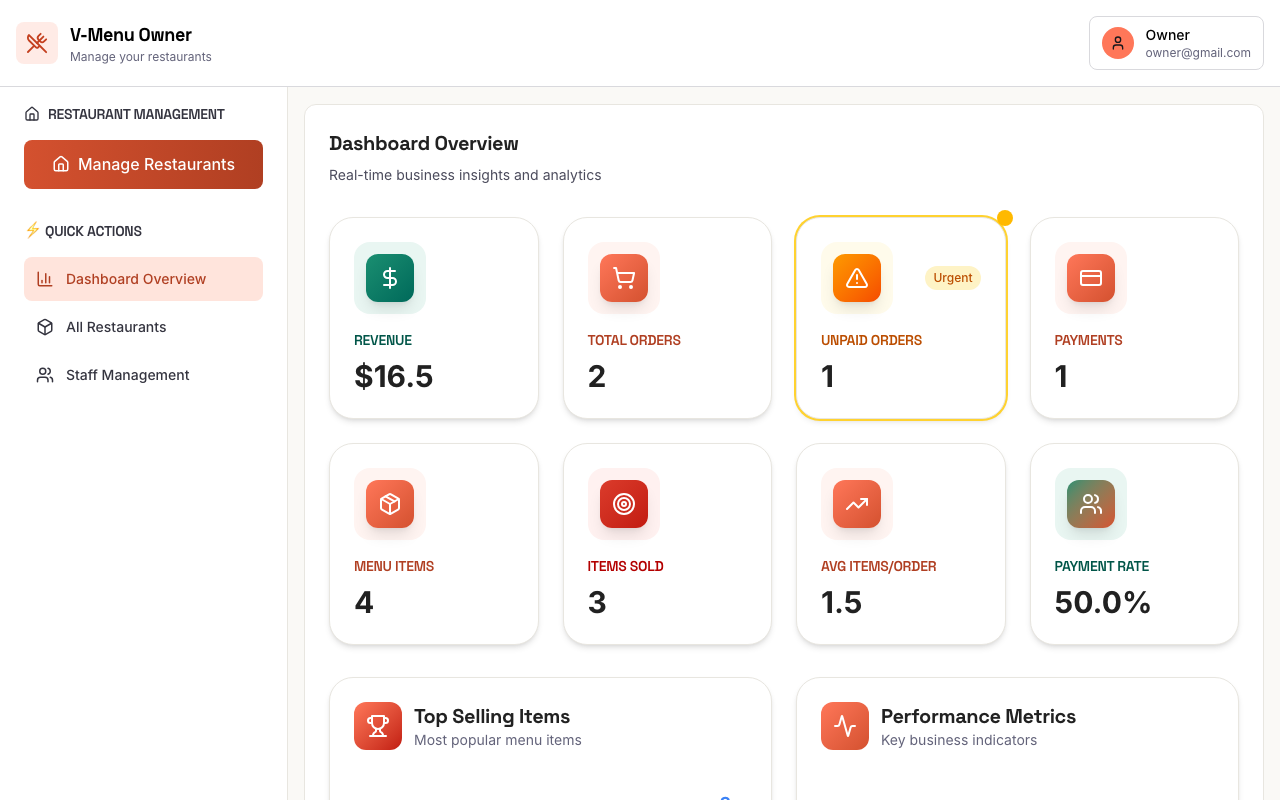 V-Menu Owner
Manage your restaurants
Owner
owner@gmail.com
RESTAURANT MANAGEMENT
Manage Restaurants
⚡ QUICK ACTIONS
Dashboard Overview
All Restaurants
Staff Management
Dashboard Overview
Real-time business insights and analytics
REVENUE
$16.5
TOTAL ORDERS
2
Urgent
UNPAID ORDERS
1
PAYMENTS
1
MENU ITEMS
4
ITEMS SOLD
3
AVG ITEMS/ORDER
1.5
PAYMENT RATE
50.0%
Top Selling Items
Most popular menu items
Performance Metrics
Key business indicators